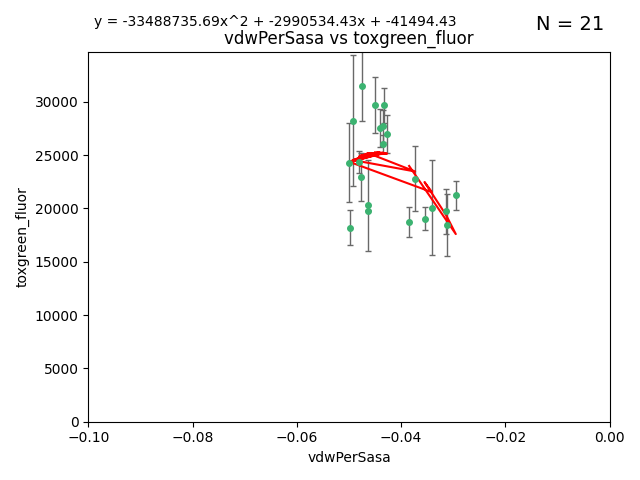 y = -33488735.69x^2 + -2990534.43x + -41494.43
N = 21
vdwPerSasa vs toxgreen_fluor
30000
25000
20000
15000
10000
5000
0
toxgreen_fluor
−0.10
−0.08
−0.06
−0.04
−0.02
0.00
vdwPerSasa